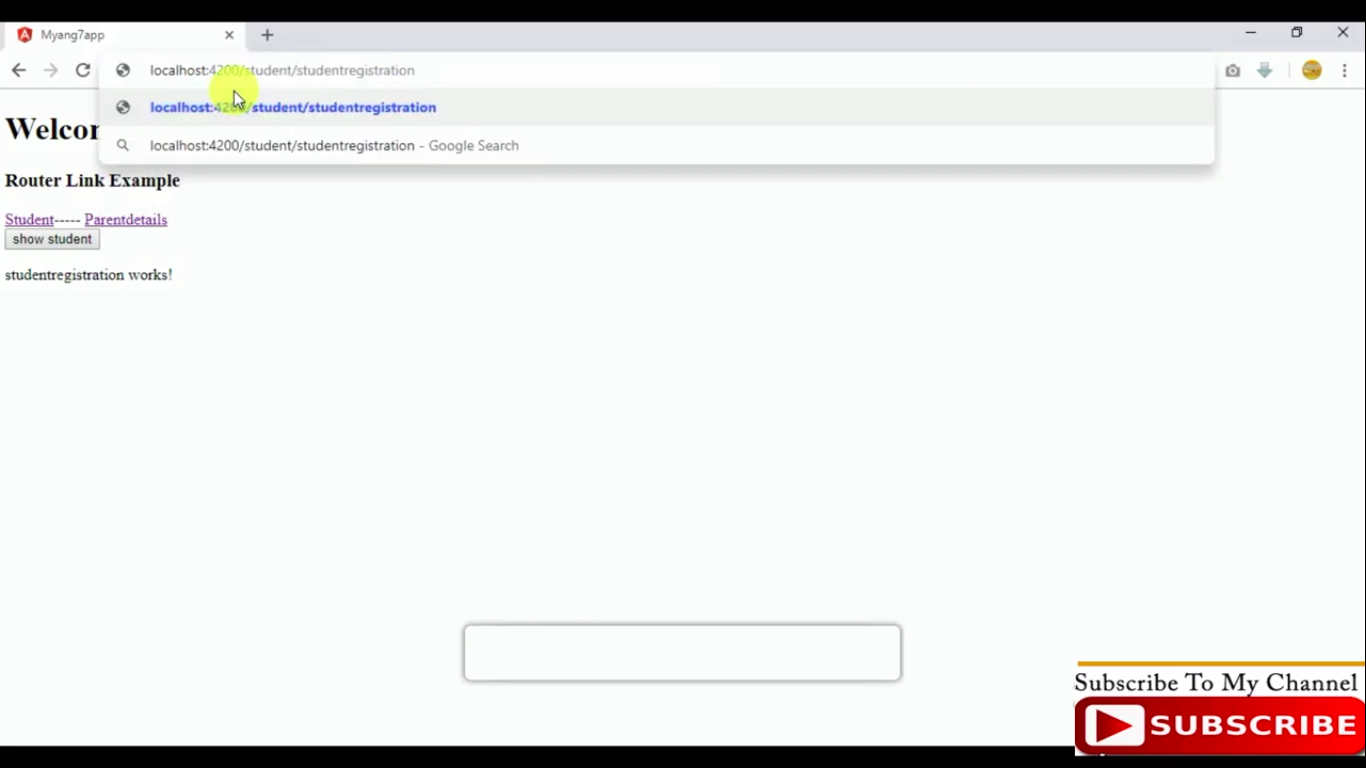 Myang7app
localhost:4200/student/studentregistration
localhost:4200/student/studentregistration
localhost:4200/student/studentregistration - Google Search
Router Link Example
Student----- Parentdetails
show student
studentregistration works!
Subscribe To My Channel
SUBSCRIBE